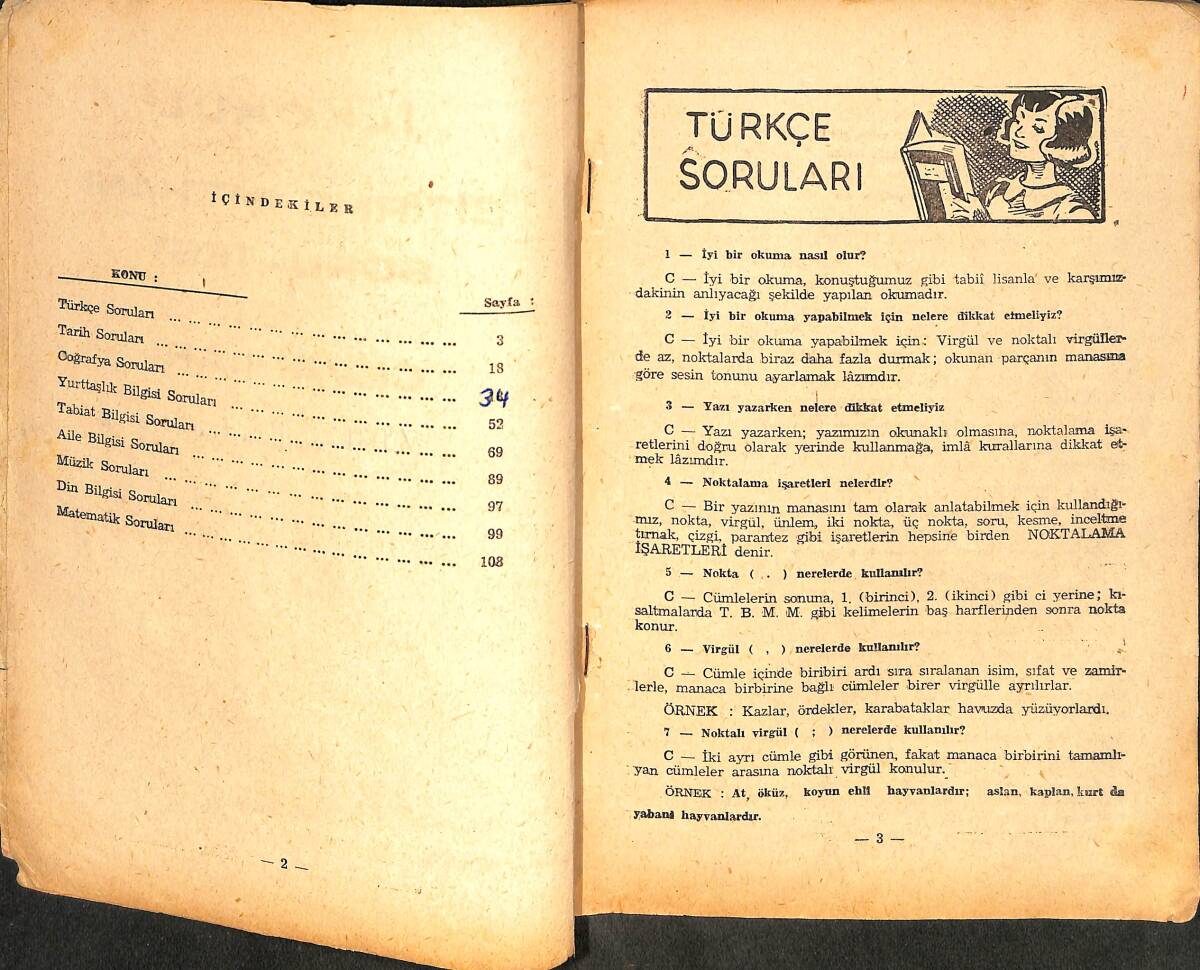 İÇİNDEKİLER
KONU :
Sayfa :
Türkçe Soruları ... ... ... ... ... ... ... ... ... ... ... ... 3
Tarih Soruları ... ... ... ... ... ... ... ... ... ... ... ... 18
Coğrafya Soruları ... ... ... ... ... ... ... ... ... ... ... 34
Yurttaşlık Bilgisi Soruları ... ... ... ... ... ... ... ... ... 52
Tabiat Bilgisi Soruları ... ... ... ... ... ... ... ... ... ... 69
Aile Bilgisi Soruları ... ... ... ... ... ... ... ... ... ... ... 89
Müzik Soruları ... ... ... ... ... ... ... ... ... ... ... ... 97
Din Bilgisi Soruları ... ... ... ... ... ... ... ... ... ... ... 99
Matematik Soruları ... ... ... ... ... ... ... ... ... ... ... 108
— 2 —
TÜRKÇE
SORULARI
1 — İyi bir okuma nasıl olur?
C — İyi bir okuma, konuştuğumuz gibi tabiî lisanla ve karşımız-
dakinin anlıyacağı şekilde yapılan okumadır.
2 — İyi bir okuma yapabilmek için nelere dikkat etmeliyiz?
C — İyi bir okuma yapabilmek için: Virgül ve noktalı virgüller-
de az, noktalarda biraz daha fazla durmak; okunan parçanın manasına
göre sesin tonunu ayarlamak lâzımdır.
3 — Yazı yazarken nelere dikkat etmeliyiz
C — Yazı yazarken; yazımızın okunaklı olmasına, noktalama işa-
retlerini doğru olarak yerinde kullanmağa, imlâ kurallarına dikkat et-
mek lâzımdır.
4 — Noktalama işaretleri nelerdir?
C — Bir yazının manasını tam olarak anlatabilmek için kullandığı-
mız, nokta, virgül, ünlem, iki nokta, üç nokta, soru, kesme, inceltme
tırnak, çizgi, parantez gibi işaretlerin hepsine birden NOKTALAMA
İŞARETLERİ denir.
5 — Nokta ( . ) nerelerde kullanılır?
C — Cümlelerin sonuna, 1. (birinci), 2. (ikinci) gibi ci yerine; kı-
saltmalarda T. B. M. M. gibi kelimelerin baş harflerinden sonra nokta
konur.
6 — Virgül ( , ) nerelerde kullanılır?
C — Cümle içinde biribiri ardı sıra sıralanan isim, sıfat ve zamir-
lerle, manaca birbirine bağlı cümleler birer virgülle ayrılırlar.
ÖRNEK : Kazlar, ördekler, karabataklar havuzda yüzüyorlardı.
7 — Noktalı virgül ( ; ) nerelerde kullanılır?
C — İki ayrı cümle gibi görünen, fakat manaca birbirini tamamlı-
yan cümleler arasına noktalı virgül konulur.
ÖRNEK : At, öküz, koyun ehli hayvanlardır; aslan, kaplan, kurt da
yabani hayvanlardır.
— 3 —